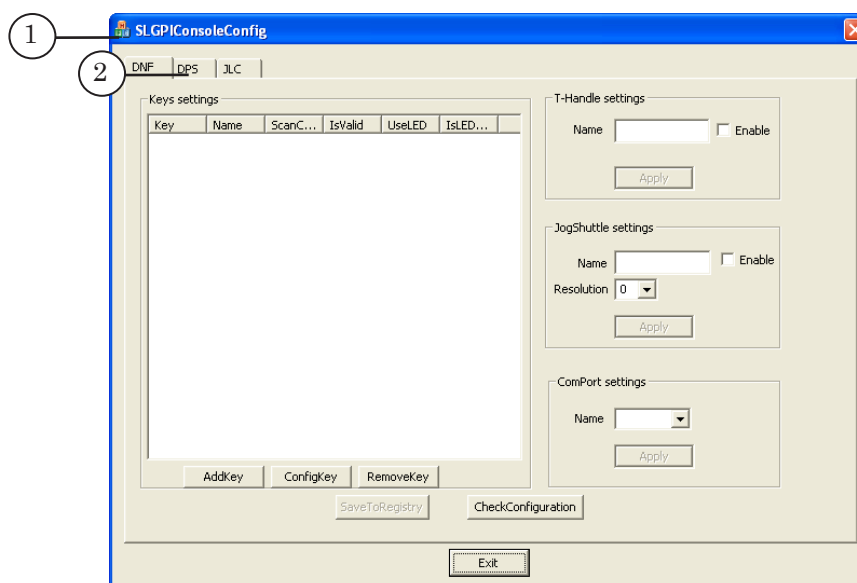 1
SLGPIConsoleConfig
2
DNF DPS JLC
Keys settings
Key Name ScanC... IsValid UseLED IsLED...
AddKey ConfigKey RemoveKey
T-Handle settings
Name Enable
Apply
JogShuttle settings
Name Enable
Resolution 0
Apply
ComPort settings
Name
Apply
SaveToRegistry CheckConfiguration
Exit